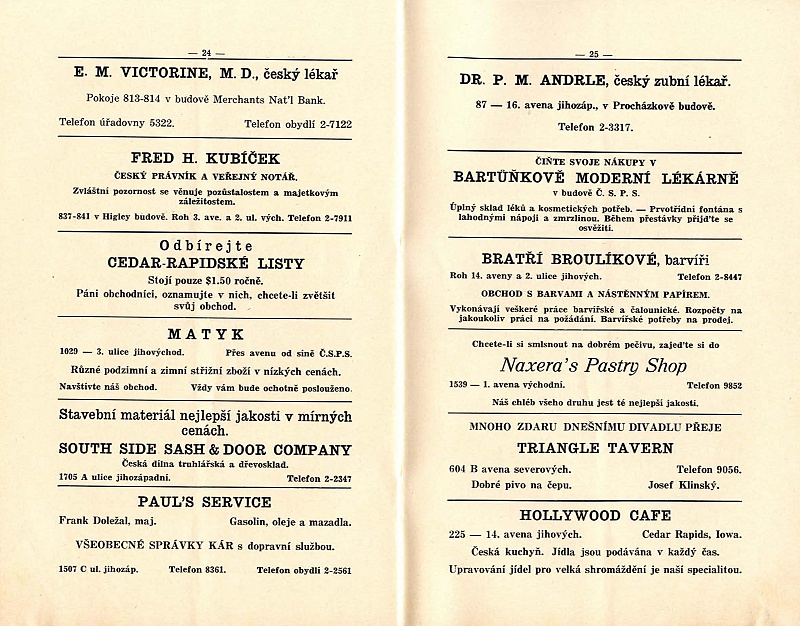 — 24 —
E. M. VICTORINE, M. D., český lékař
Pokoje 813-814 v budově Merchants Nat'l Bank.
Telefon úřadovny 5322. Telefon obydlí 2-7122
FRED H. KUBÍČEK
ČESKÝ PRÁVNÍK A VEŘEJNÝ NOTÁŘ.
Zvláštní pozornost se věnuje pozůstalostem a majetkovým
záležitostem.
837-841 v Higley budově. Roh 3. ave. a 2. ul. vých. Telefon 2-7911
Odbírejte
CEDAR-RAPIDSKÉ LISTY
Stojí pouze $1.50 ročně.
Páni obchodníci, oznamujte v nich, chcete-li zvětšit
svůj obchod.
MATYK
1029 — 3. ulice jihovýchod. Přes avenu od síně Č.S.P.S.
Různé podzimní a zimní střižní zboží v nízkých cenách.
Navštivte náš obchod. Vždy vám bude ochotně poslouženo.
Stavební materiál nejlepší jakosti v mírných
cenách.
SOUTH SIDE SASH & DOOR COMPANY
Česká dílna truhlářská a dřevosklad.
1705 A ulice jihozápadní. Telefon 2-2347
PAUL'S SERVICE
Frank Doležal, maj. Gasolin, oleje a mazadla.
VŠEOBECNÉ SPRÁVKY KÁR s dopravní službou.
1507 C ul. jihozáp. Telefon 8361. Telefon obydlí 2-2561
— 25 —
DR. P. M. ANDRLE, český zubní lékař.
87 — 16. avena jihozáp., v Procházkově budově.
Telefon 2-3317.
ČIŇTE SVOJE NÁKUPY V
BARTŮŇKOVĚ MODERNÍ LÉKÁRNĚ
v budově Č. S. P. S.
Úplný sklad léků a kosmetických potřeb. — Prvotřídní fontána s
lahodnými nápoji a zmrzlinou. Během přestávky přijďte se
osvěžiti.
BRATŘÍ BROULÍKOVÉ, barvíři
Roh 14. aveny a 2. ulice jihových. Telefon 2-8447
OBCHOD S BARVAMI A NÁSTĚNNÝM PAPÍREM.
Vykonávají veškeré práce barvířské a čalounické. Rozpočty na
jakoukoliv práci na požádání. Barvířské potřeby na prodej.
Chcete-li si smlsnout na dobrém pečivu, zajeďte si do
Naxera's Pastry Shop
1539 — 1. avena východní. Telefon 9852
Náš chléb všeho druhu jest té nejlepší jakosti.
MNOHO ZDARU DNEŠNÍMU DIVADLU PŘEJE
TRIANGLE TAVERN
604 B avena severových. Telefon 9056.
Dobré pivo na čepu. Josef Klinský.
HOLLYWOOD CAFE
225 — 14. avena jihových. Cedar Rapids, Iowa.
Česká kuchyň. Jídla jsou podávána v každý čas.
Upravování jídel pro velká shromáždění je naší specialitou.